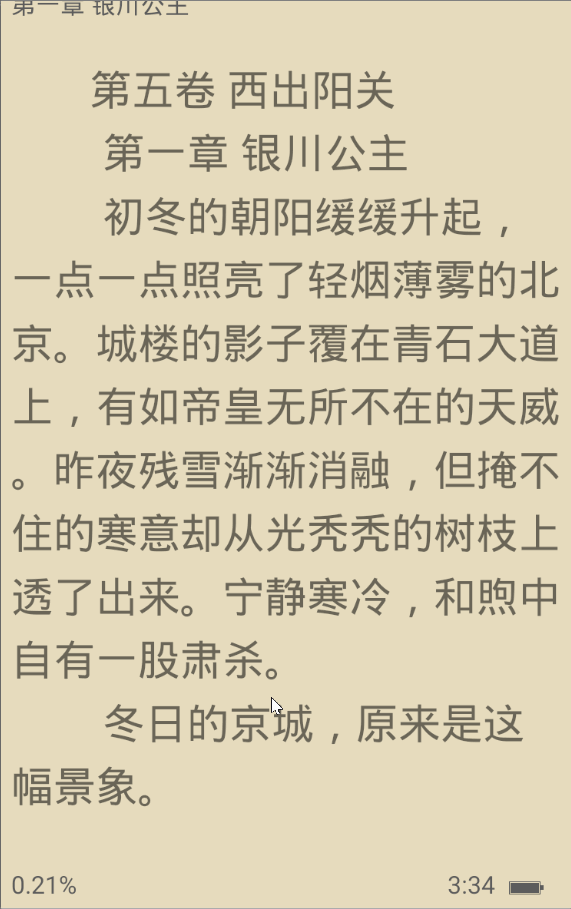 第一章 银川公主
第五卷 西出阳关
第一章 银川公主
初冬的朝阳缓缓升起，
一点一点照亮了轻烟薄雾的北
京。城楼的影子覆在青石大道
上，有如帝皇无所不在的天威
。昨夜残雪渐渐消融，但掩不
住的寒意却从光秃秃的树枝上
透了出来。宁静寒冷，和煦中
自有一股肃杀。
冬日的京城，原来是这
幅景象。
0.21% 3:34